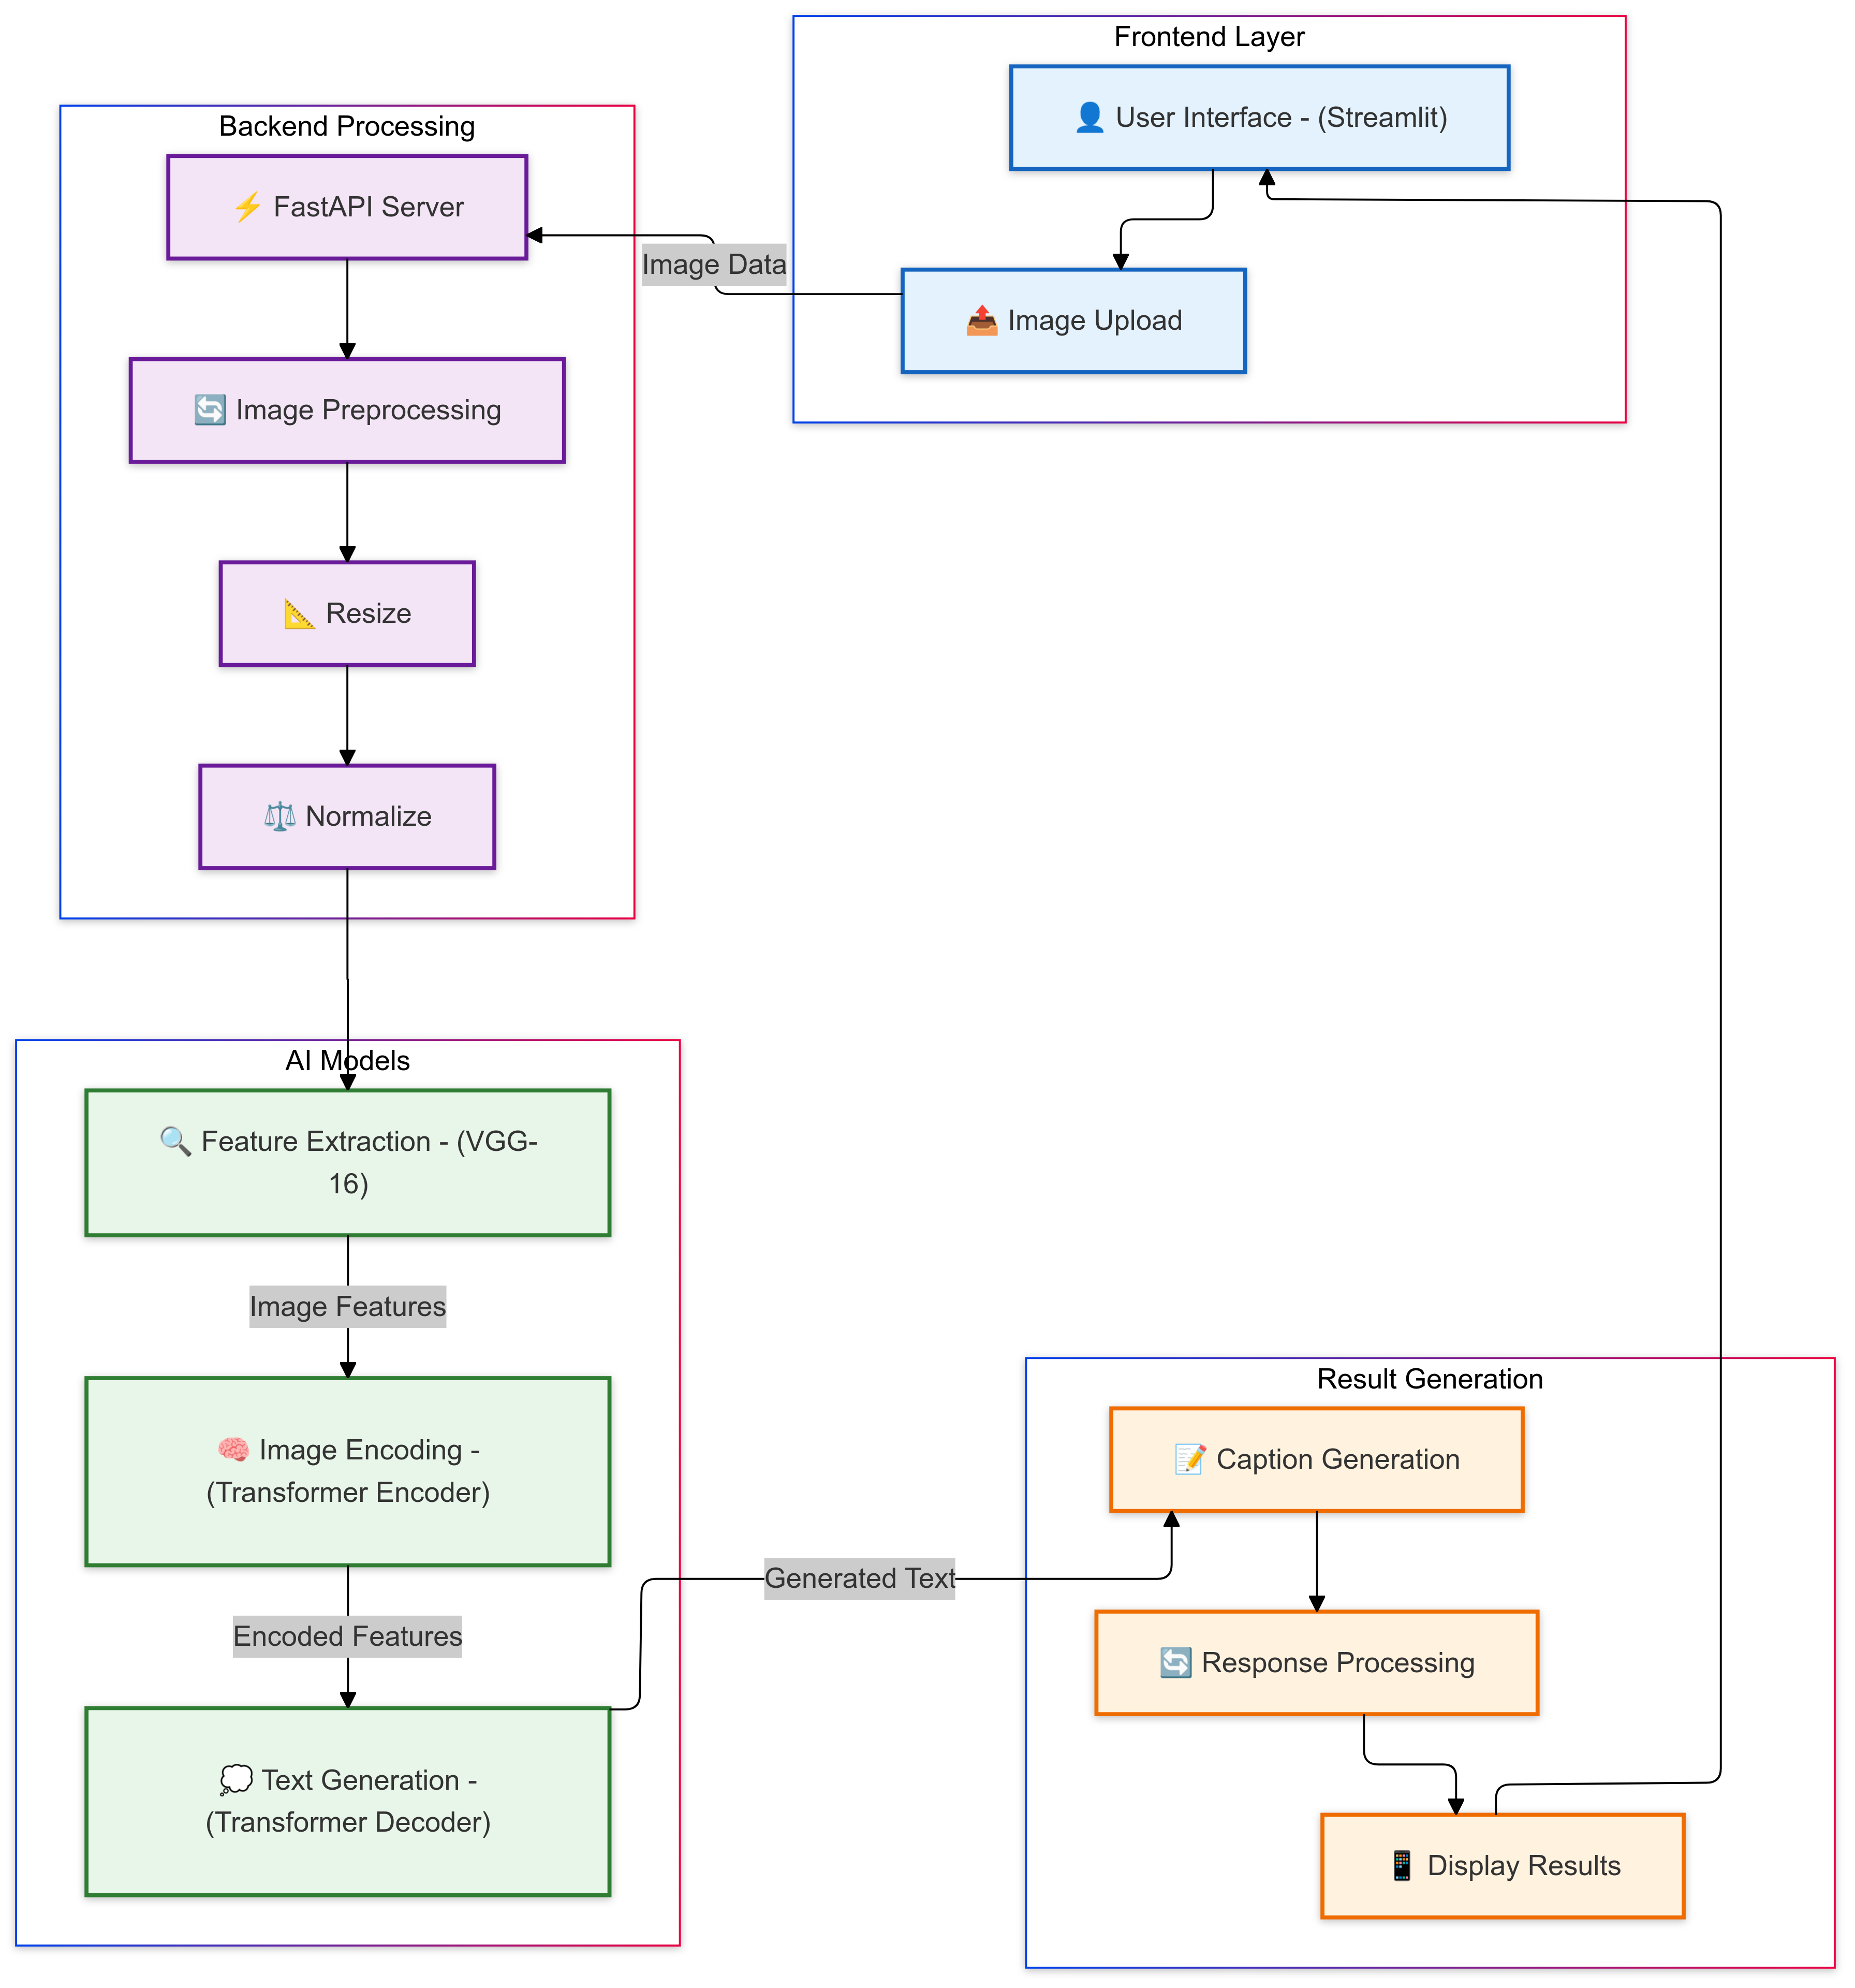 Frontend Layer
👤 User Interface - (Streamlit)
📤 Image Upload
Image Data
Backend Processing
⚡ FastAPI Server
🔄 Image Preprocessing
📐 Resize
⚖️ Normalize
AI Models
🔍 Feature Extraction - (VGG-
16)
Image Features
🧠 Image Encoding -
(Transformer Encoder)
Encoded Features
💭 Text Generation -
(Transformer Decoder)
Generated Text
Result Generation
📝 Caption Generation
🔄 Response Processing
📱 Display Results